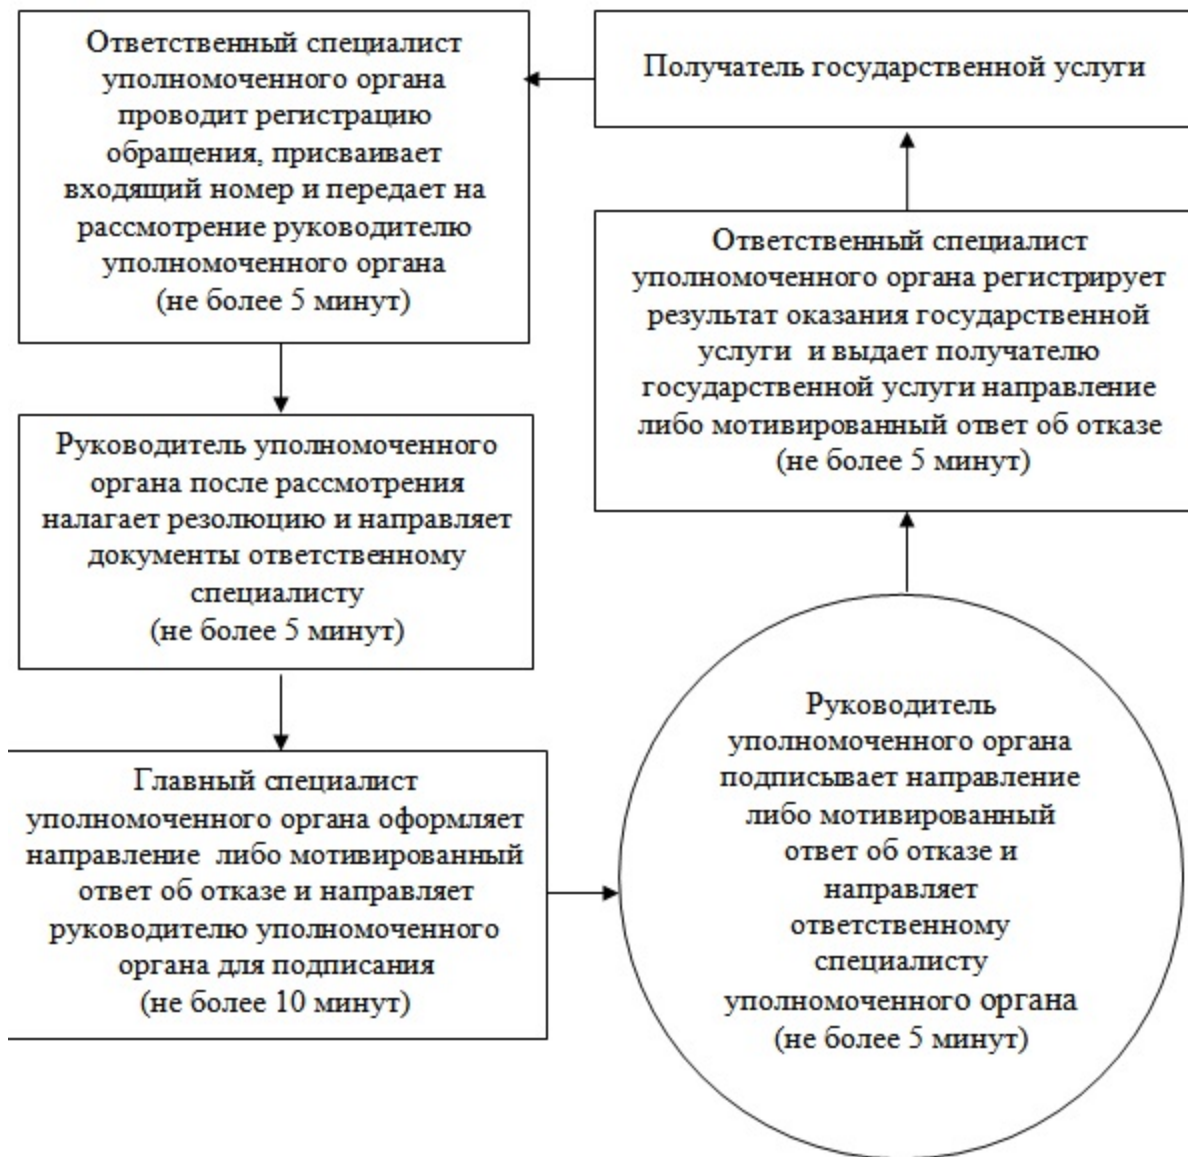 Ответственный специалист
уполномоченного органа
проводит регистрацию
обращения, присваивает
входящий номер и передает на
рассмотрение руководителю
уполномоченного органа
(не более 5 минут)
Руководитель уполномоченного
органа после рассмотрения
налагает резолюцию и направляет
документы ответственному
специалисту
(не более 5 минут)
Главный специалист
уполномоченного органа оформляет
направление либо мотивированный
ответ об отказе и направляет
руководителю уполномоченного
органа для подписания
(не более 10 минут)
Руководитель
уполномоченного органа
подписывает направление
либо мотивированный
ответ об отказе и
направляет
ответственному
специалисту
уполномоченного органа
(не более 5 минут)
Ответственный специалист
уполномоченного органа регистрирует
результат оказания государственной
услуги и выдает получателю
государственной услуги направление
либо мотивированный ответ об отказе
(не более 5 минут)
Получатель государственной услуги